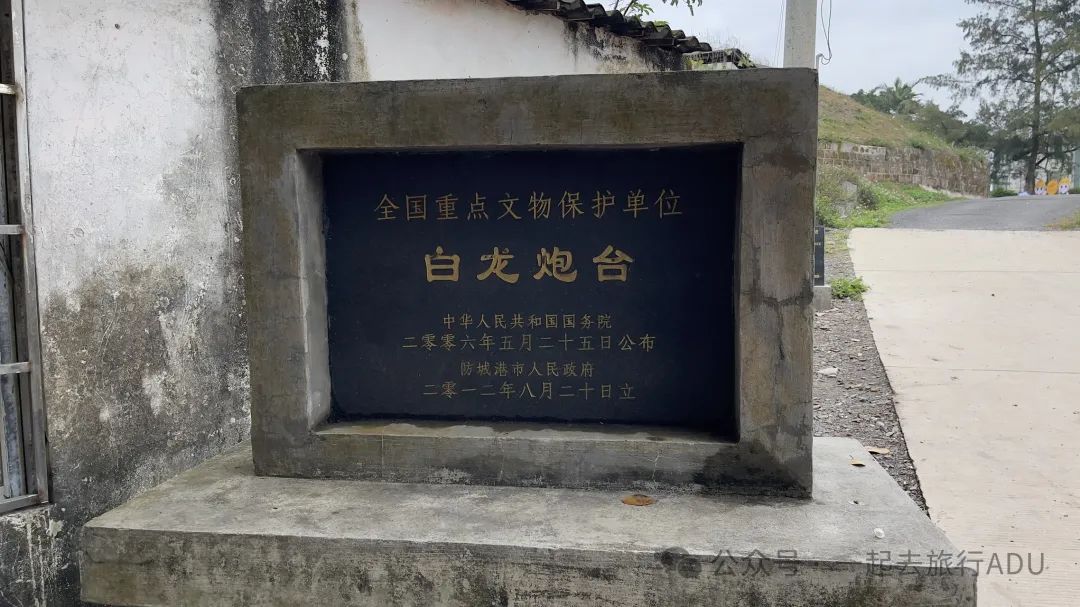 全国重点文物保护单位
白龙炮台
中华人民共和国国务院
二零零六年五月二十五日公布
防城港市人民政府
二零一二年八月二十日立
公众号 起去旅行ADU